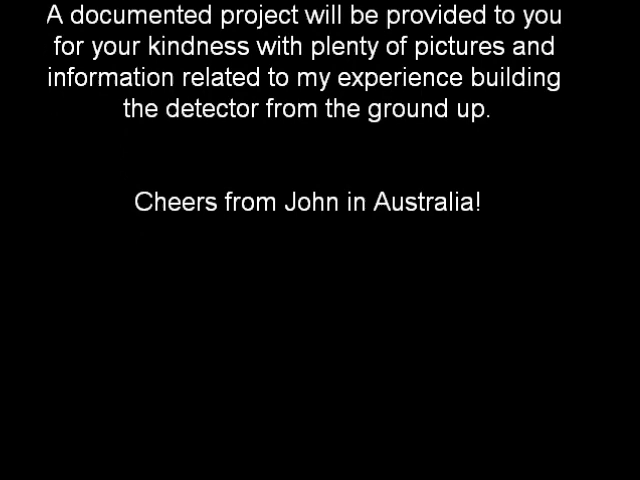 A documented project will be provided to you
for your kindness with plenty of pictures and
information related to my experience building
the detector from the ground up.
Cheers from John in Australia!